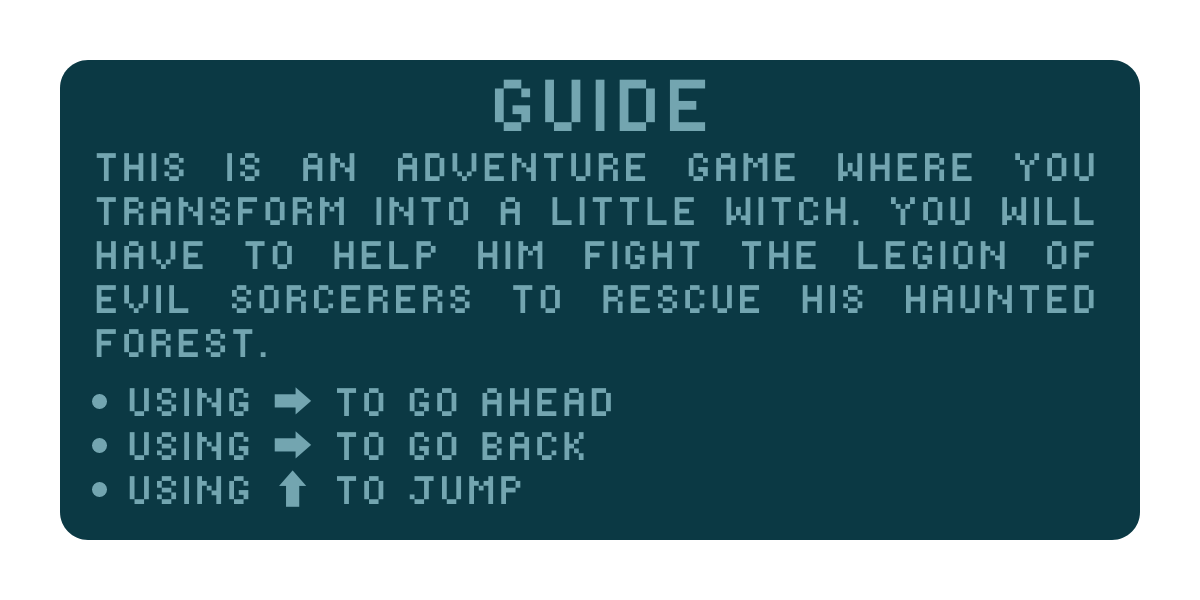 GUIDE
THIS IS AN ADVENTURE GAME WHERE YOU
TRANSFORM INTO A LITTLE WITCH. YOU WILL
HAVE TO HELP HIM FIGHT THE LEGION OF
EVIL SORCERERS TO RESCUE HIS HAUNTED
FOREST.
• USING ➡ TO GO AHEAD
• USING ➡ TO GO BACK
• USING ⬆ TO JUMP